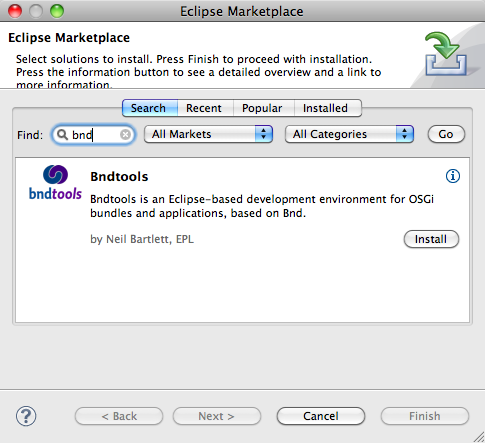 Eclipse Marketplace
Eclipse Marketplace
Select solutions to install. Press Finish to proceed with installation.
Press the information button to see a detailed overview and a link to
more information.
Search Recent Popular Installed
Find: bnd All Markets All Categories Go
bndtools
Bndtools
Bndtools is an Eclipse-based development environment for OSGi
bundles and applications, based on Bnd.
by Neil Bartlett, EPL
Install
? < Back Next > Cancel Finish